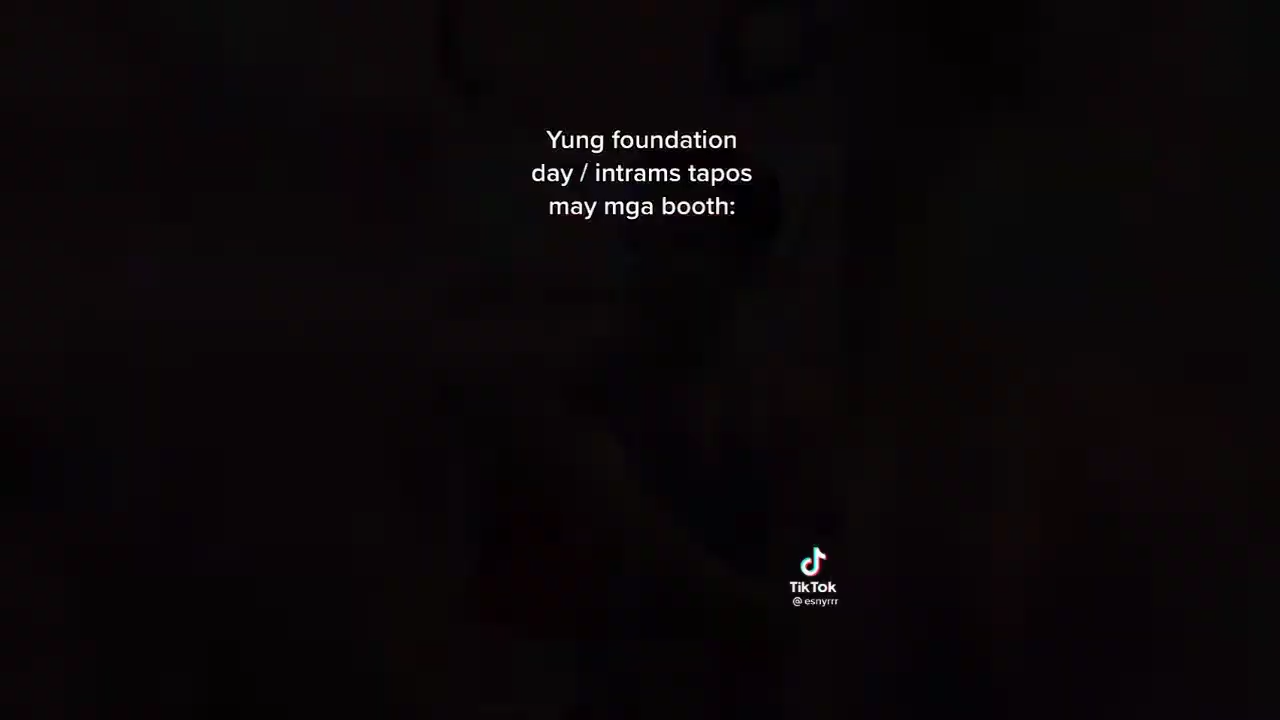 Yung foundation
day / intrams tapos
may mga booth:
TikTok
@esnyrrr